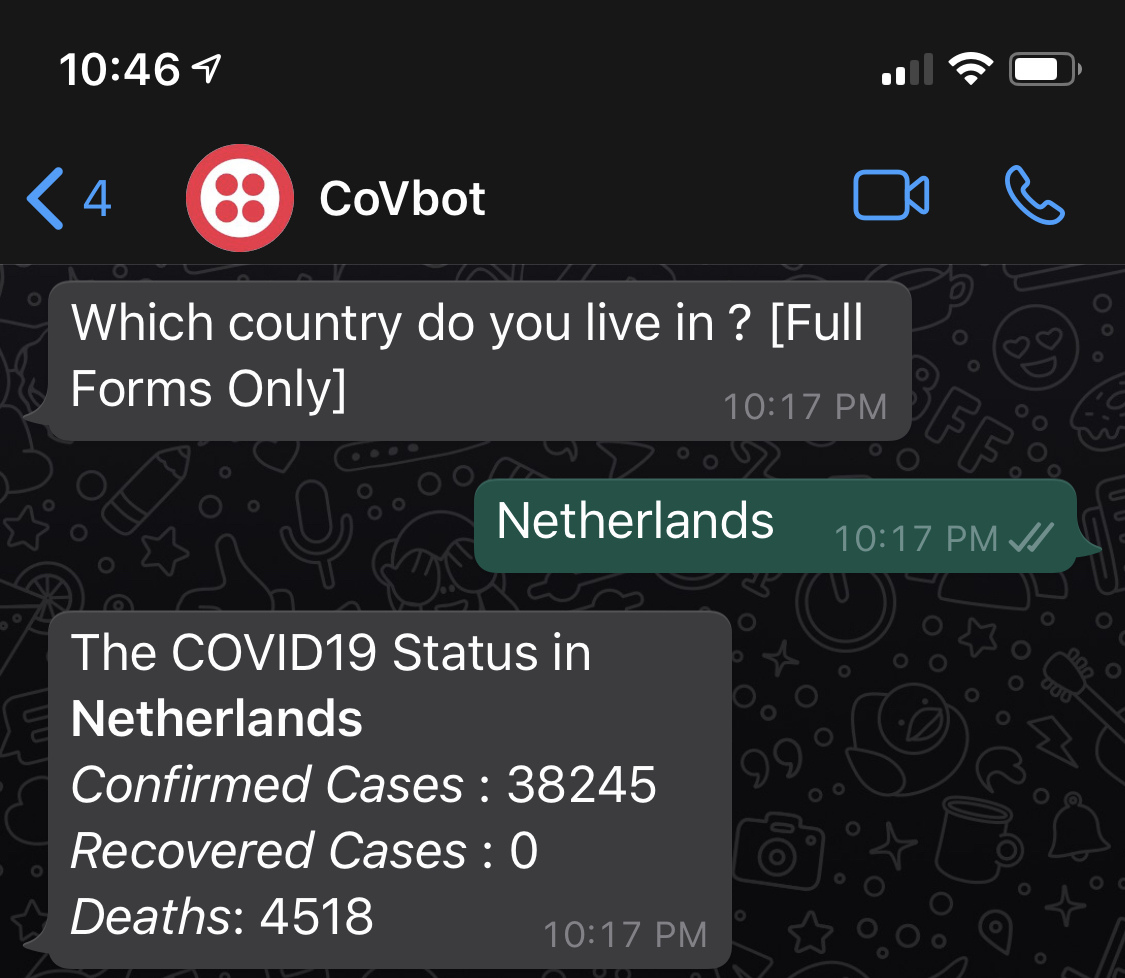 10:46
4
CoVbot
Which country do you live in ? [Full
Forms Only]
10:17 PM
Netherlands
10:17 PM
The COVID19 Status in
Netherlands
Confirmed Cases : 38245
Recovered Cases : 0
Deaths: 4518
10:17 PM
BFF